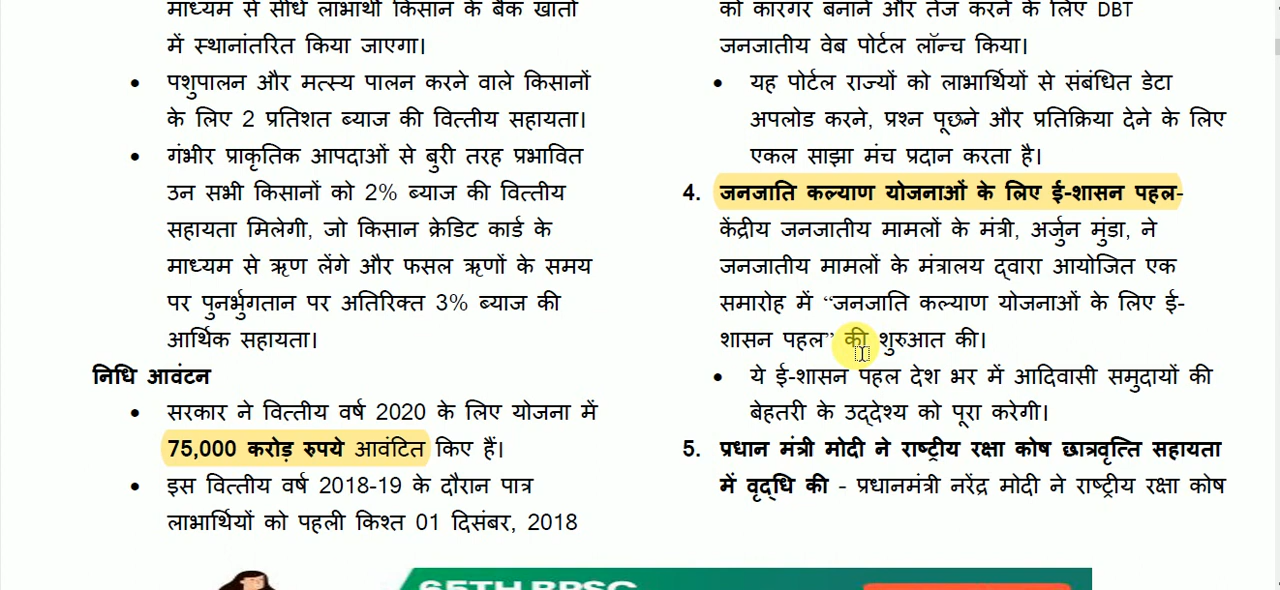 माध्यम से सीधे लाभार्थी किसान के बैंक खातों
में स्थानांतरित किया जाएगा।
• पशुपालन और मत्स्य पालन करने वाले किसानों
के लिए 2 प्रतिशत ब्याज की वित्तीय सहायता।
• गंभीर प्राकृतिक आपदाओं से बुरी तरह प्रभावित
उन सभी किसानों को 2% ब्याज की वित्तीय
सहायता मिलेगी, जो किसान क्रेडिट कार्ड के
माध्यम से ऋण लेंगे और फसल ऋणों के समय
पर पुनर्भुगतान पर अतिरिक्त 3% ब्याज की
आर्थिक सहायता।
निधि आवंटन
• सरकार ने वित्तीय वर्ष 2020 के लिए योजना में
75,000 करोड़ रुपये आवंटित किए हैं।
• इस वित्तीय वर्ष 2018-19 के दौरान पात्र
लाभार्थियों को पहली किश्त 01 दिसंबर, 2018
को कारगर बनाने और तेज करने के लिए DBT
जनजातीय वेब पोर्टल लॉन्च किया।
• यह पोर्टल राज्यों को लाभार्थियों से संबंधित डेटा
अपलोड करने, प्रश्न पूछने और प्रतिक्रिया देने के लिए
एकल साझा मंच प्रदान करता है।
4. जनजाति कल्याण योजनाओं के लिए ई-शासन पहल-
केंद्रीय जनजातीय मामलों के मंत्री, अर्जुन मुंडा, ने
जनजातीय मामलों के मंत्रालय द्वारा आयोजित एक
समारोह में “जनजाति कल्याण योजनाओं के लिए ई-
शासन पहल” की शुरुआत की।
• ये ई-शासन पहल देश भर में आदिवासी समुदायों की
बेहतरी के उद्देश्य को पूरा करेगी।
5. प्रधान मंत्री मोदी ने राष्ट्रीय रक्षा कोष छात्रवृत्ति सहायता
में वृद्धि की - प्रधानमंत्री नरेंद्र मोदी ने राष्ट्रीय रक्षा कोष
65TH BPSC